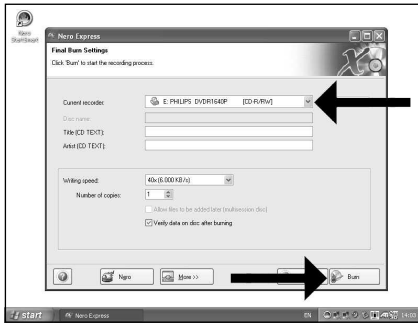 Nero
StartSmart
Nero Express
Final Burn Settings
Click 'Burn' to start the recording process.
Current recorder: E: PHILIPS DVDR1640P [CD-R/RW]
Disc name:
Title (CD TEXT):
Artist (CD TEXT):
Writing speed: 40x (6.000 KB/s)
Number of copies: 1
Allow files to be added later (multisession disc)
Verify data on disc after burning
Nero More >> Burn
start Nero Express EN 14:03